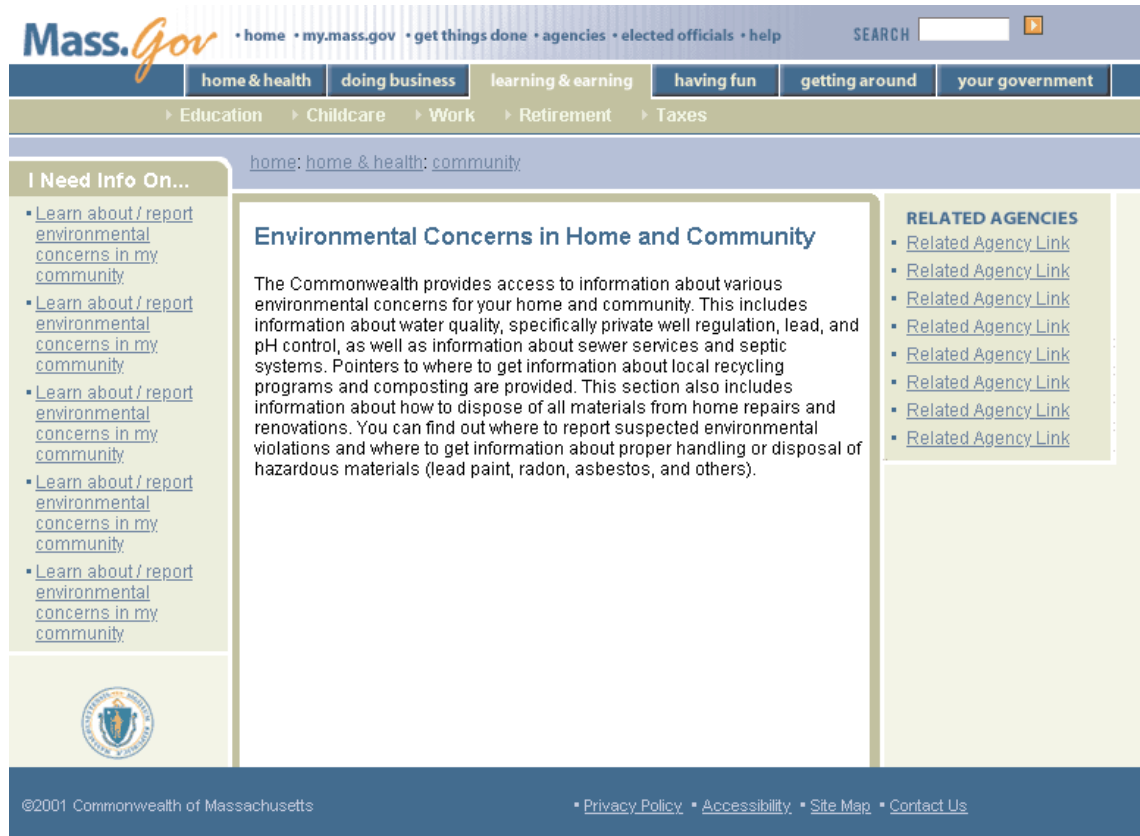 Mass.Gov
• home • my.mass.gov • get things done • agencies • elected officials • help
SEARCH
home & health doing business learning & earning having fun getting around your government
Education Childcare Work Retirement Taxes
home: home & health: community
I Need Info On...
▪ Learn about / report
environmental
concerns in my
community
▪ Learn about / report
environmental
concerns in my
community
▪ Learn about / report
environmental
concerns in my
community
▪ Learn about / report
environmental
concerns in my
community
▪ Learn about / report
environmental
concerns in my
community
Environmental Concerns in Home and Community
The Commonwealth provides access to information about various
environmental concerns for your home and community. This includes
information about water quality, specifically private well regulation, lead, and
pH control, as well as information about sewer services and septic
systems. Pointers to where to get information about local recycling
programs and composting are provided. This section also includes
information about how to dispose of all materials from home repairs and
renovations. You can find out where to report suspected environmental
violations and where to get information about proper handling or disposal of
hazardous materials (lead paint, radon, asbestos, and others).
RELATED AGENCIES
▪ Related Agency Link
▪ Related Agency Link
▪ Related Agency Link
▪ Related Agency Link
▪ Related Agency Link
▪ Related Agency Link
▪ Related Agency Link
▪ Related Agency Link
©2001 Commonwealth of Massachusetts
▪ Privacy Policy ▪ Accessibility ▪ Site Map ▪ Contact Us